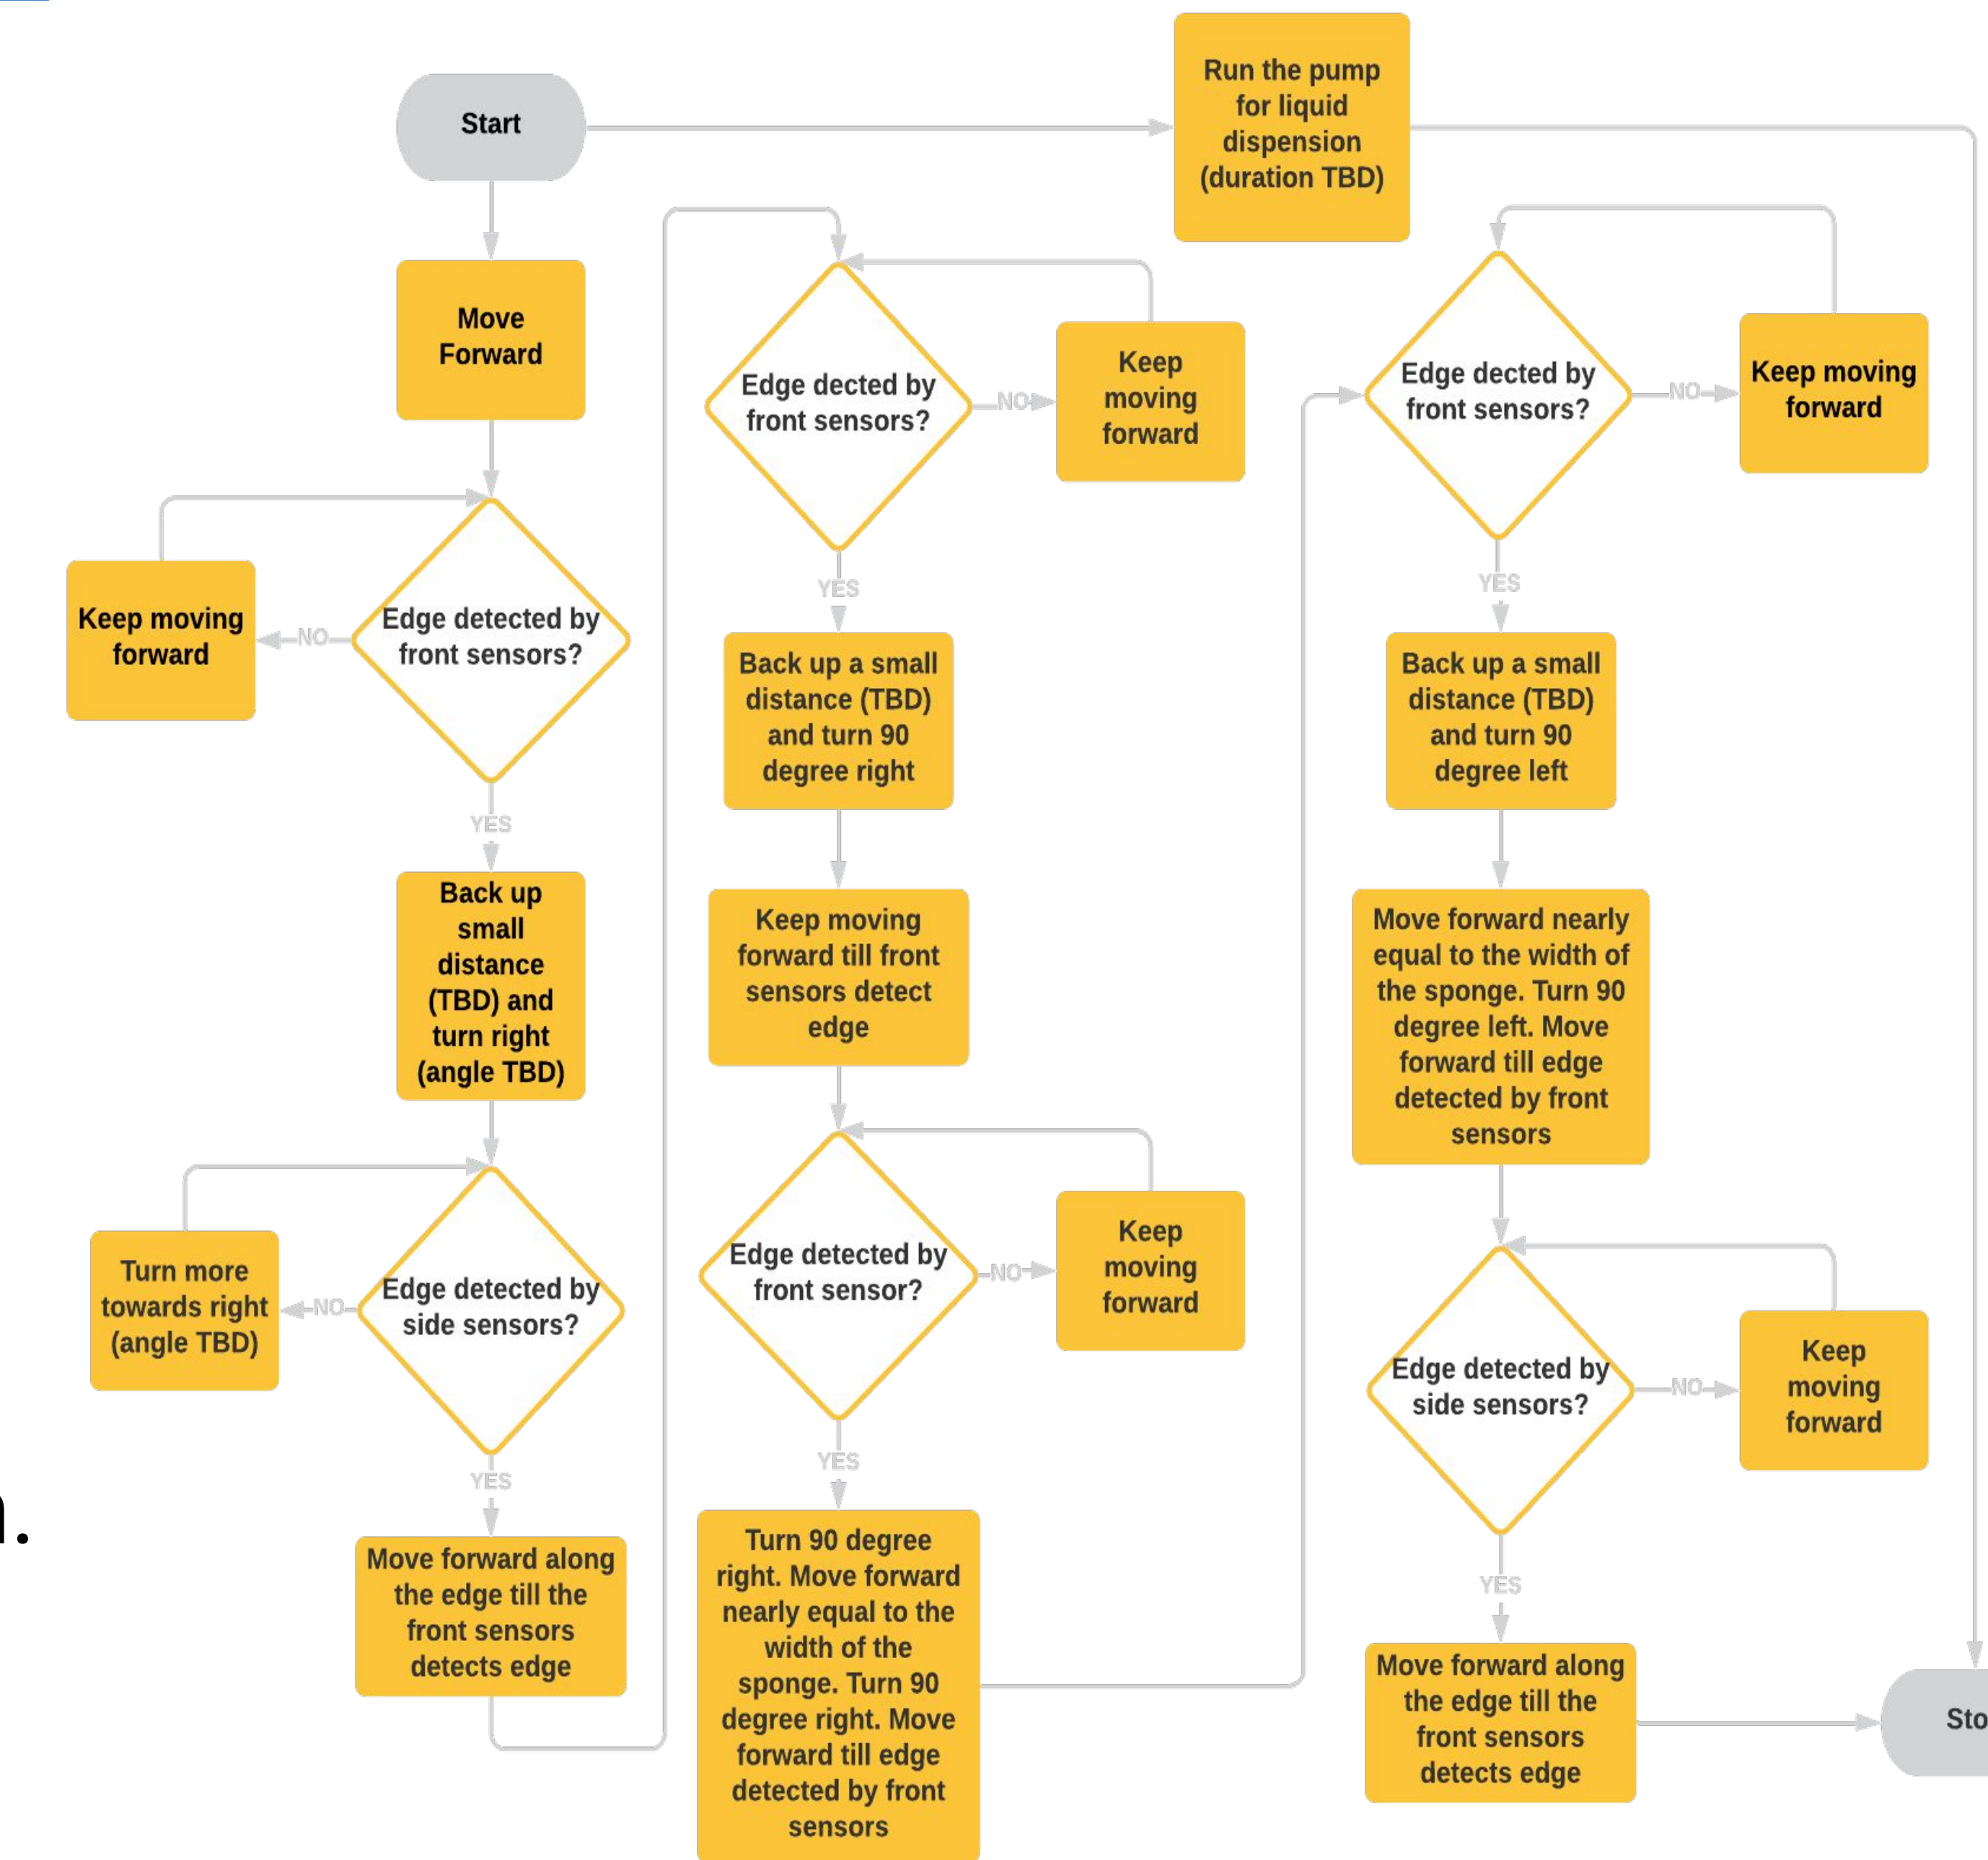 Start
Run the pump
for liquid
dispension
(duration TBD)
Move
Forward
Edge detected by
front sensors?
NO
Keep moving
forward
YES
Back up
small
distance
(TBD) and
turn right
(angle TBD)
Edge detected by
side sensors?
NO
Turn more
towards right
(angle TBD)
YES
Move forward along
the edge till the
front sensors
detects edge
Edge dected by
front sensors?
NO
Keep
moving
forward
YES
Back up a small
distance (TBD)
and turn 90
degree right
Keep moving
forward till front
sensors detect
edge
Edge detected by
front sensor?
NO
Keep
moving
forward
YES
Turn 90 degree
right. Move forward
nearly equal to the
width of the
sponge. Turn 90
degree right. Move
forward till edge
detected by front
sensors
Edge dected by
front sensors?
NO
Keep moving
forward
YES
Back up a small
distance (TBD)
and turn 90
degree left
Move forward nearly
equal to the width of
the sponge. Turn 90
degree left. Move
forward till edge
detected by front
sensors
Edge detected by
side sensors?
NO
Keep
moving
forward
YES
Move forward along
the edge till the
front sensors
detects edge
Sto